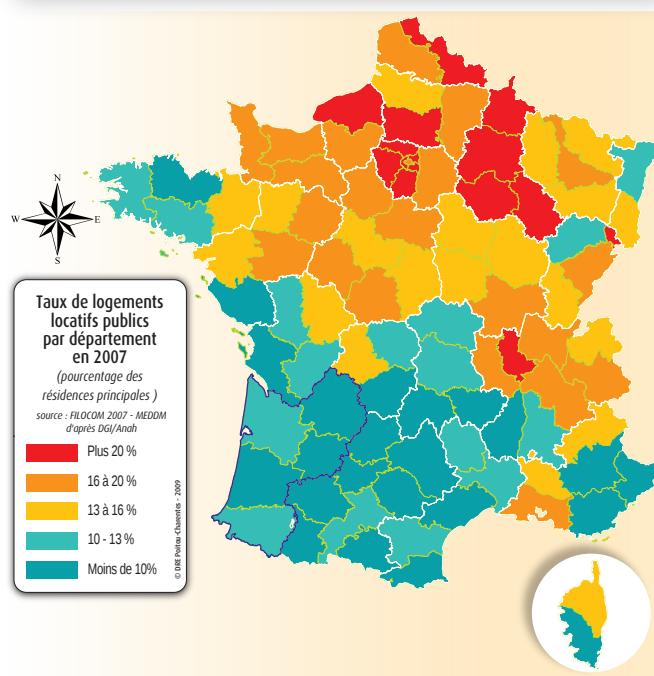 N
W
E
S
Taux de logements
locatifs publics
par département
en 2007
(pourcentage des
résidences principales )
source : FILOCOM 2007 - MEDDM
d'après DGI/Anah
Plus 20 %
16 à 20 %
13 à 16 %
10 - 13 %
Moins de 10%
© DRE Poitou-Charentes - 2009